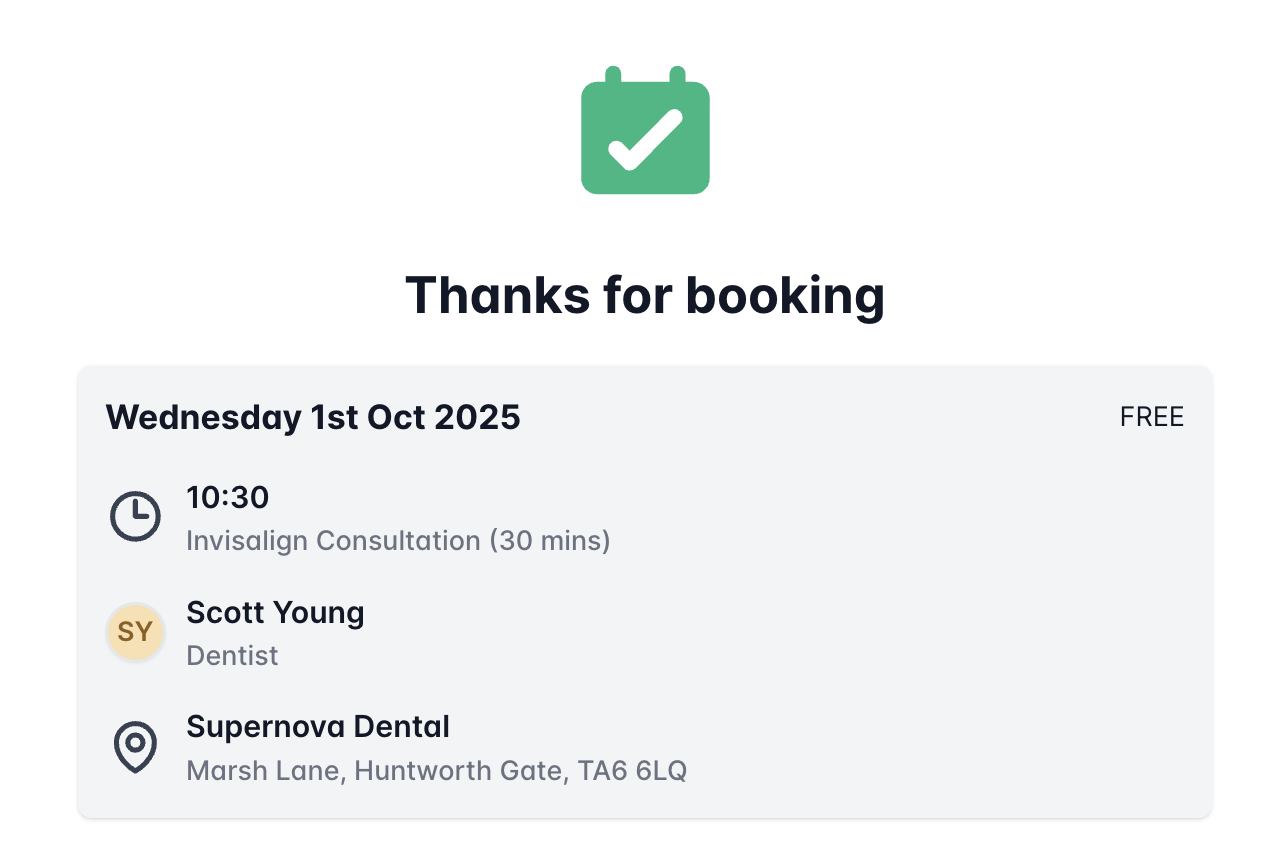 Thanks for booking
Wednesday 1st Oct 2025
FREE
10:30
Invisalign Consultation (30 mins)
SY
Scott Young
Dentist
Supernova Dental
Marsh Lane, Huntworth Gate, TA6 6LQ